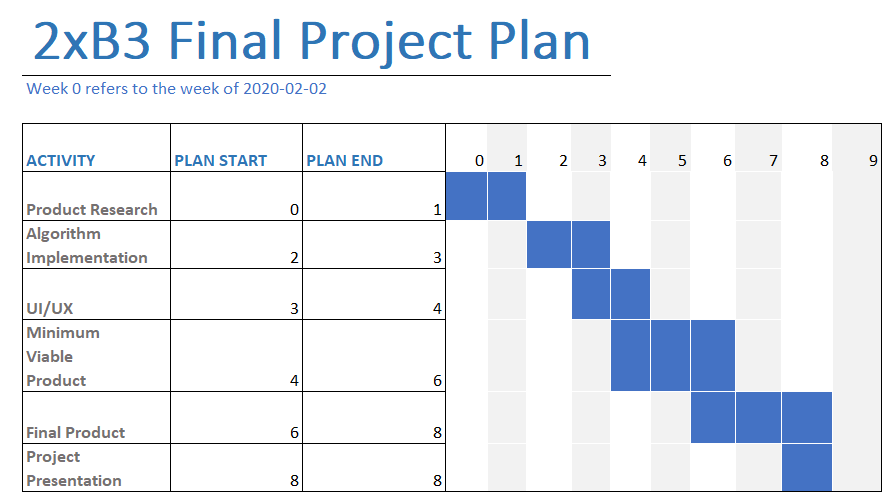 2xB3 Final Project Plan
Week 0 refers to the week of 2020-02-02
ACTIVITY PLAN START PLAN END 0 1 2 3 4 5 6 7 8 9
Product Research 0 1
Algorithm
Implementation 2 3
UI/UX 3 4
Minimum
Viable
Product 4 6
Final Product 6 8
Project
Presentation 8 8